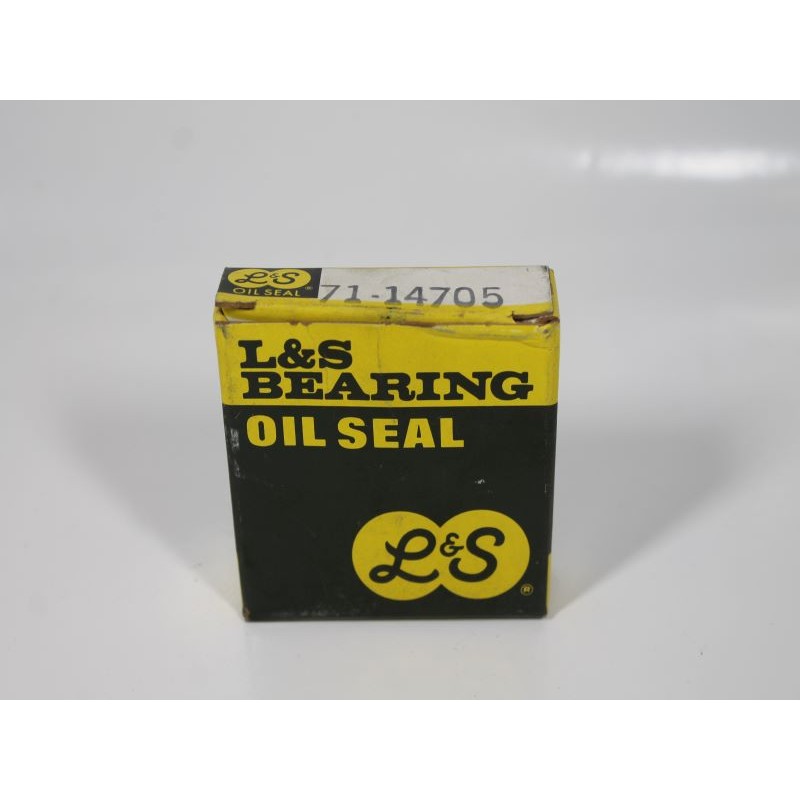 L&S
OIL SEAL
71-14705
L&S
BEARING
OIL SEAL
L&S
®